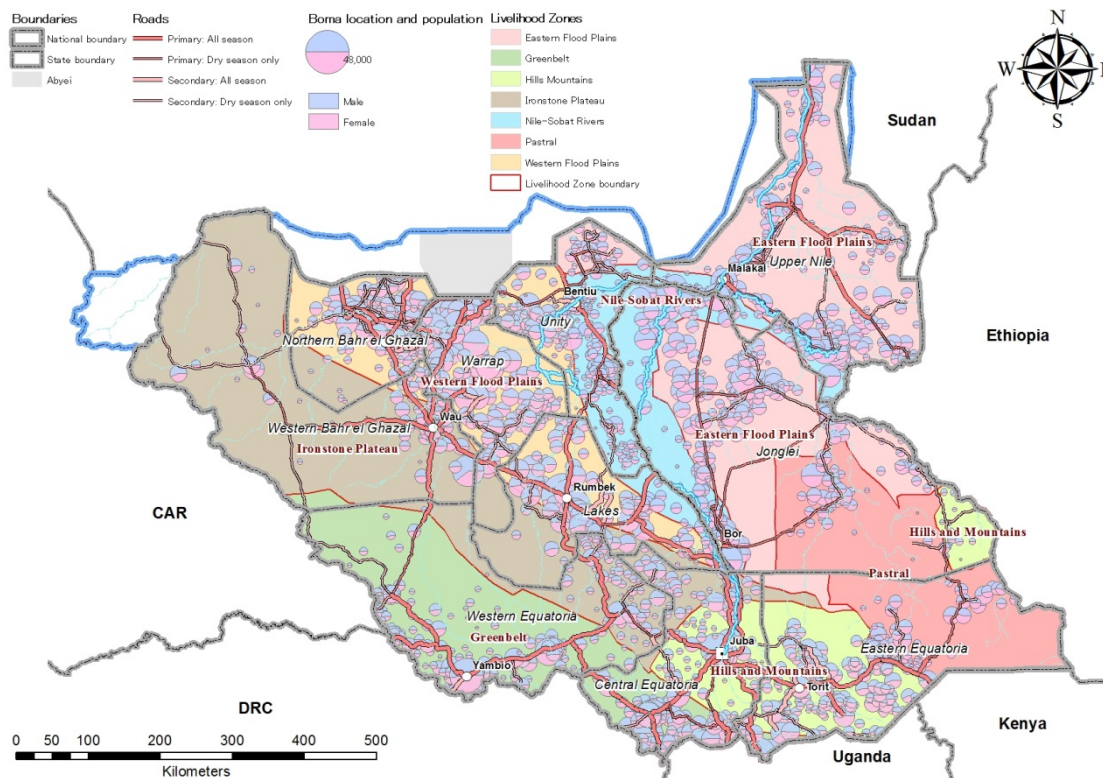 Boundaries
National boundary
State boundary
Abyei
Roads
Primary: All season
Primary: Dry season only
Secondary: All season
Secondary: Dry season only
Boma location and population
48,000
Male
Female
Livelihood Zones
Eastern Flood Plains
Greenbelt
Hills Mountains
Ironstone Plateau
Nile-Sobat Rivers
Pastral
Western Flood Plains
Livelihood Zone boundary
N
W
E
S
Sudan
Eastern Flood Plains
Upper Nile
Malakal
Nile-Sobat Rivers
Bentiu
Unity
Ethiopia
Northern Bahr el Ghazal
Warrap
Western Flood Plains
Wau
Western Bahr el Ghazal
Ironstone Plateau
Eastern Flood Plains
Jonglei
Rumbek
Lakes
CAR
Bor
Hills and Mountains
Pastral
Western Equatoria
Greenbelt
Juba
Eastern Equatoria
Hills and Mountains
Yambio
Central Equatoria
Torit
DRC
Kenya
Uganda
0 50 100 200 300 400 500
Kilometers